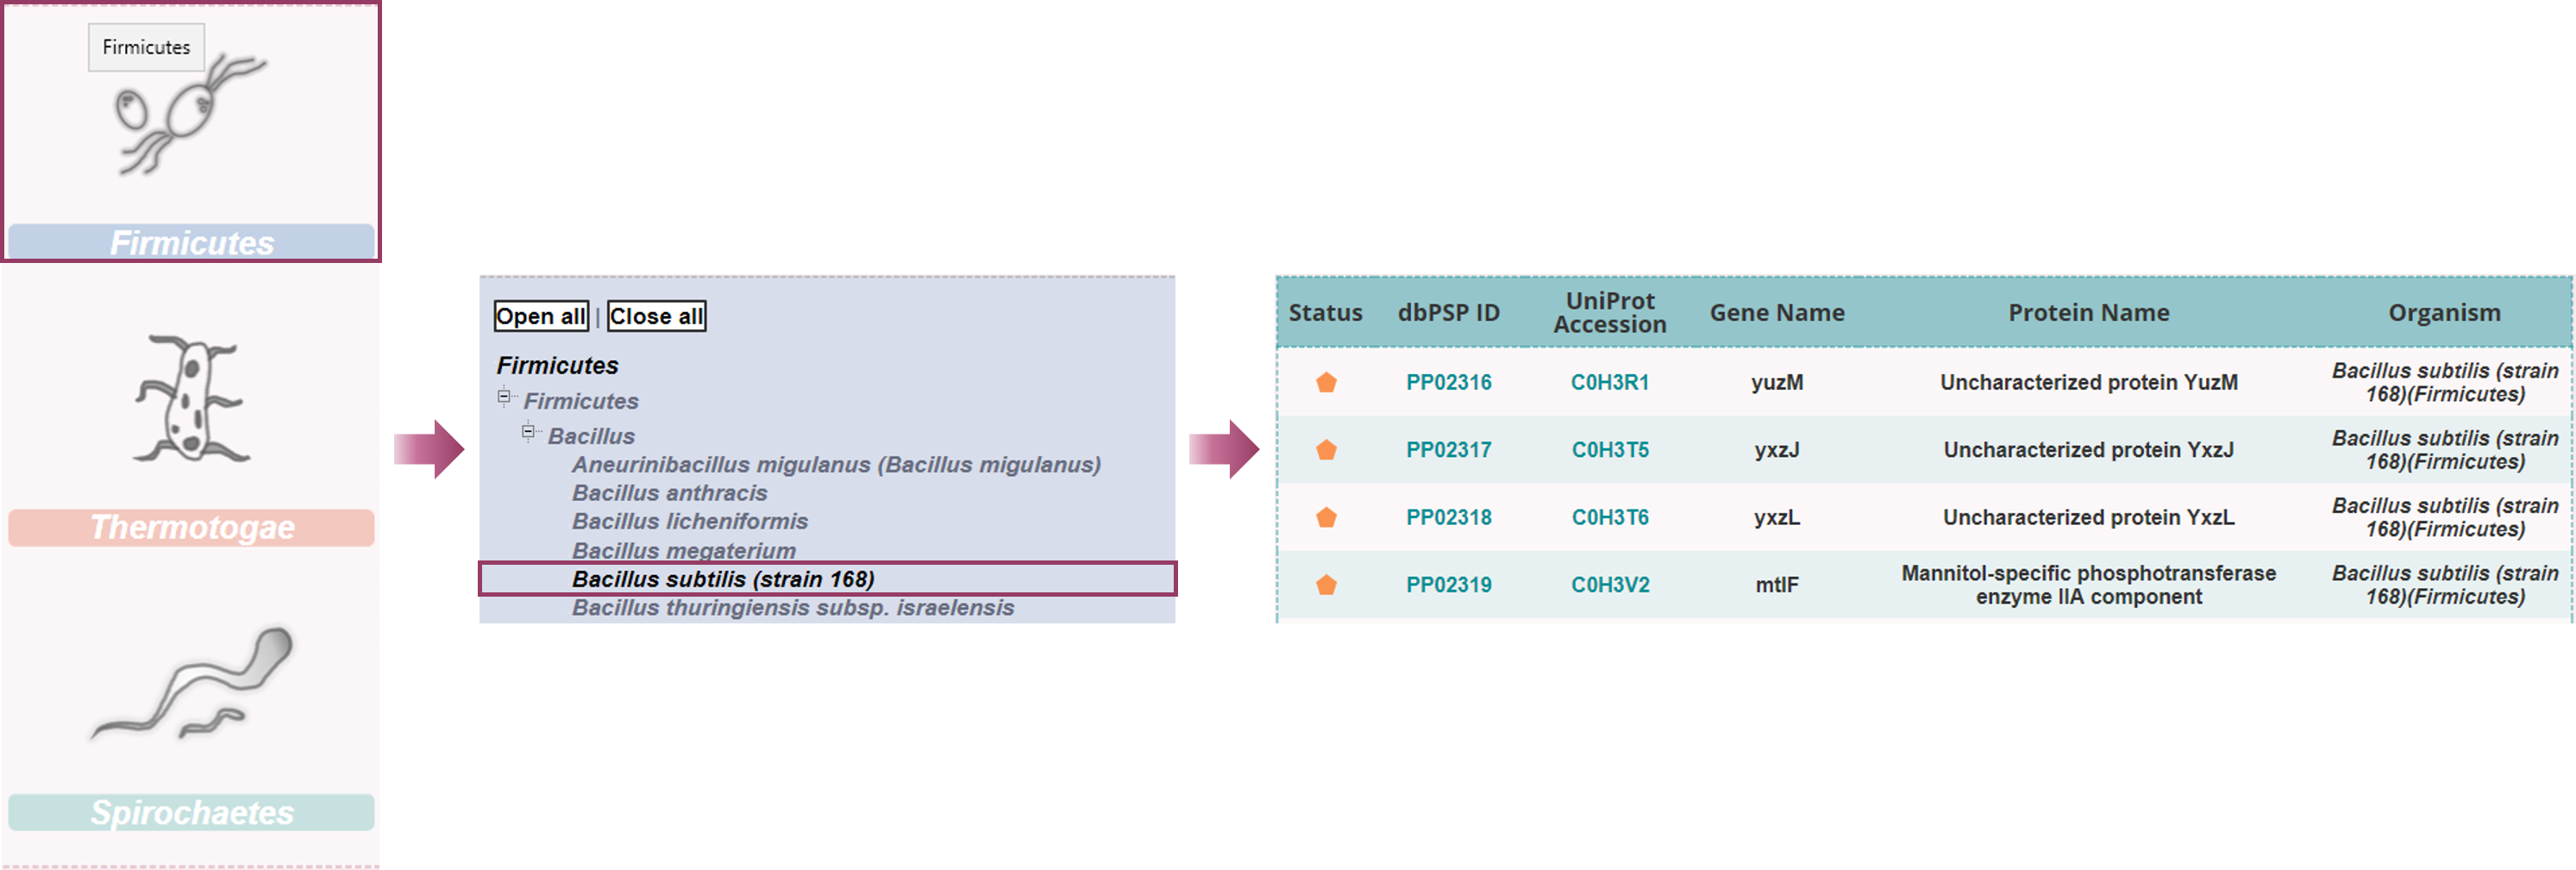 Firmicutes
Firmicutes
Thermotogae
Spirochaetes
Open all | Close all
Firmicutes
Firmicutes
Bacillus
Aneurinibacillus migulanus (Bacillus migulanus)
Bacillus anthracis
Bacillus licheniformis
Bacillus megaterium
Bacillus subtilis (strain 168)
Bacillus thuringiensis subsp. israelensis
Status dbPSP ID UniProt Accession Gene Name Protein Name Organism
PP02316 C0H3R1 yuzM Uncharacterized protein YuzM Bacillus subtilis (strain 168)(Firmicutes)
PP02317 C0H3T5 yxzJ Uncharacterized protein YxzJ Bacillus subtilis (strain 168)(Firmicutes)
PP02318 C0H3T6 yxzL Uncharacterized protein YxzL Bacillus subtilis (strain 168)(Firmicutes)
PP02319 C0H3V2 mtlF Mannitol-specific phosphotransferase enzyme IIA component Bacillus subtilis (strain 168)(Firmicutes)